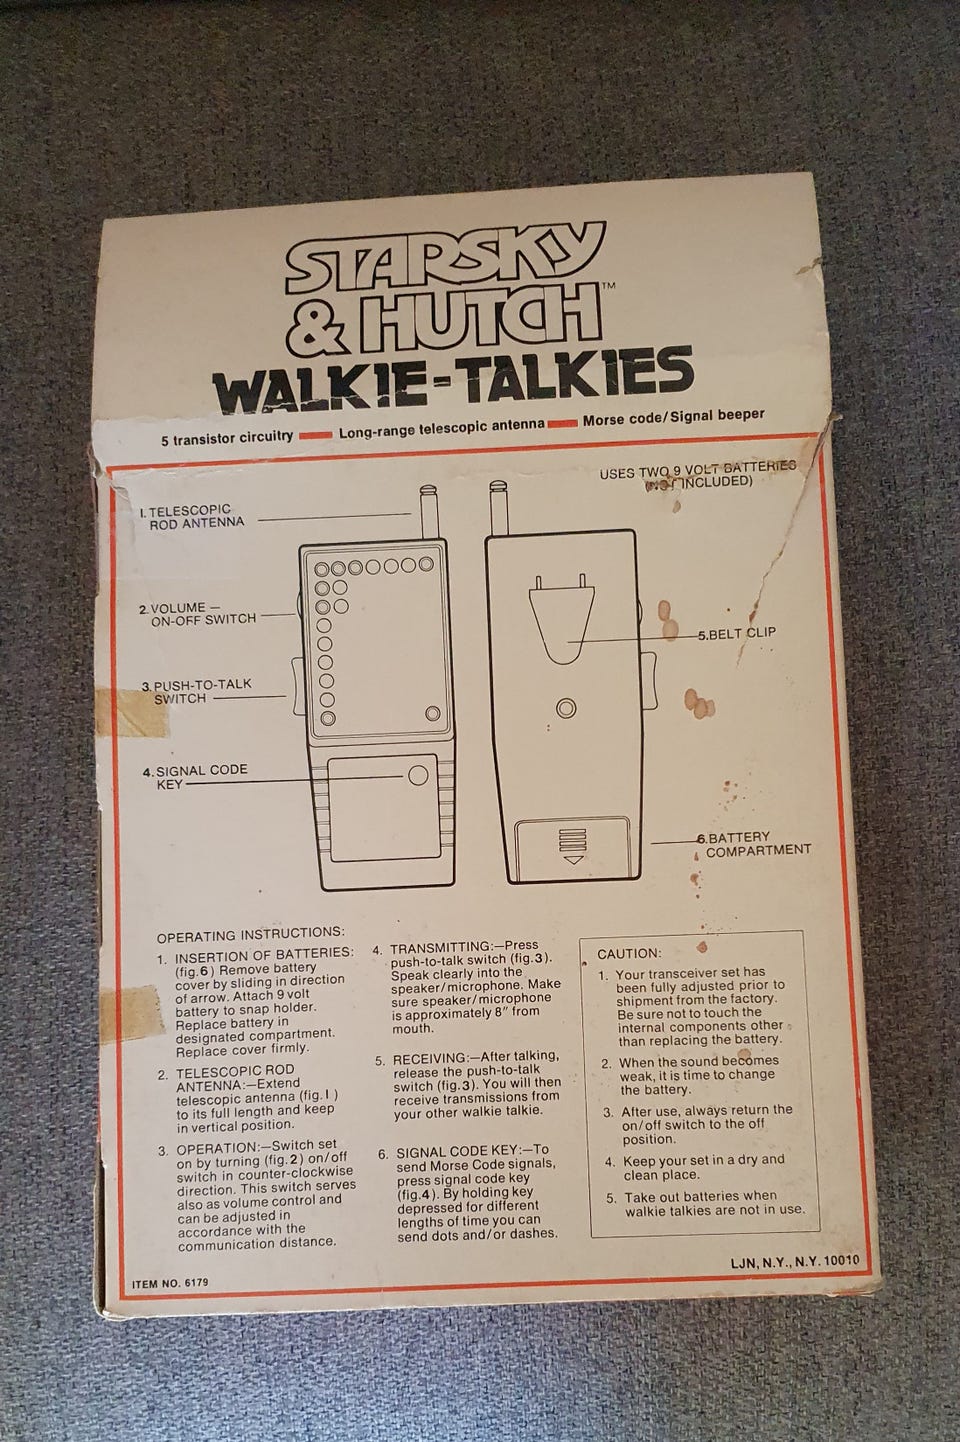 STARSKY
& HUTCH™
WALKIE-TALKIES
5 transistor circuitry Long-range telescopic antenna Morse code/Signal beeper
USES TWO 9 VOLT BATTERIES
(NOT INCLUDED)
1. TELESCOPIC
ROD ANTENNA
2. VOLUME —
ON-OFF SWITCH
3. PUSH-TO-TALK
SWITCH
4. SIGNAL CODE
KEY
5. BELT CLIP
6. BATTERY
COMPARTMENT
OPERATING INSTRUCTIONS:
1. INSERTION OF BATTERIES:
(fig.6) Remove battery
cover by sliding in direction
of arrow. Attach 9 volt
battery to snap holder.
Replace battery in
designated compartment.
Replace cover firmly.
2. TELESCOPIC ROD
ANTENNA:—Extend
telescopic antenna (fig.1)
to its full length and keep
in vertical position.
3. OPERATION:—Switch set
on by turning (fig.2) on/off
switch in counter-clockwise
direction. This switch serves
also as volume control and
can be adjusted in
accordance with the
communication distance.
4. TRANSMITTING:—Press
push-to-talk switch (fig.3).
Speak clearly into the
speaker/microphone. Make
sure speaker/microphone
is approximately 8" from
mouth.
5. RECEIVING:—After talking,
release the push-to-talk
switch (fig.3). You will then
receive transmissions from
your other walkie talkie.
6. SIGNAL CODE KEY:—To
send Morse Code signals,
press signal code key
(fig.4). By holding key
depressed for different
lengths of time you can
send dots and/or dashes.
CAUTION:
1. Your transceiver set has
been fully adjusted prior to
shipment from the factory.
Be sure not to touch the
internal components other
than replacing the battery.
2. When the sound becomes
weak, it is time to change
the battery.
3. After use, always return the
on/off switch to the off
position.
4. Keep your set in a dry and
clean place.
5. Take out batteries when
walkie talkies are not in use.
ITEM NO. 6179
LJN, N.Y., N.Y. 10010